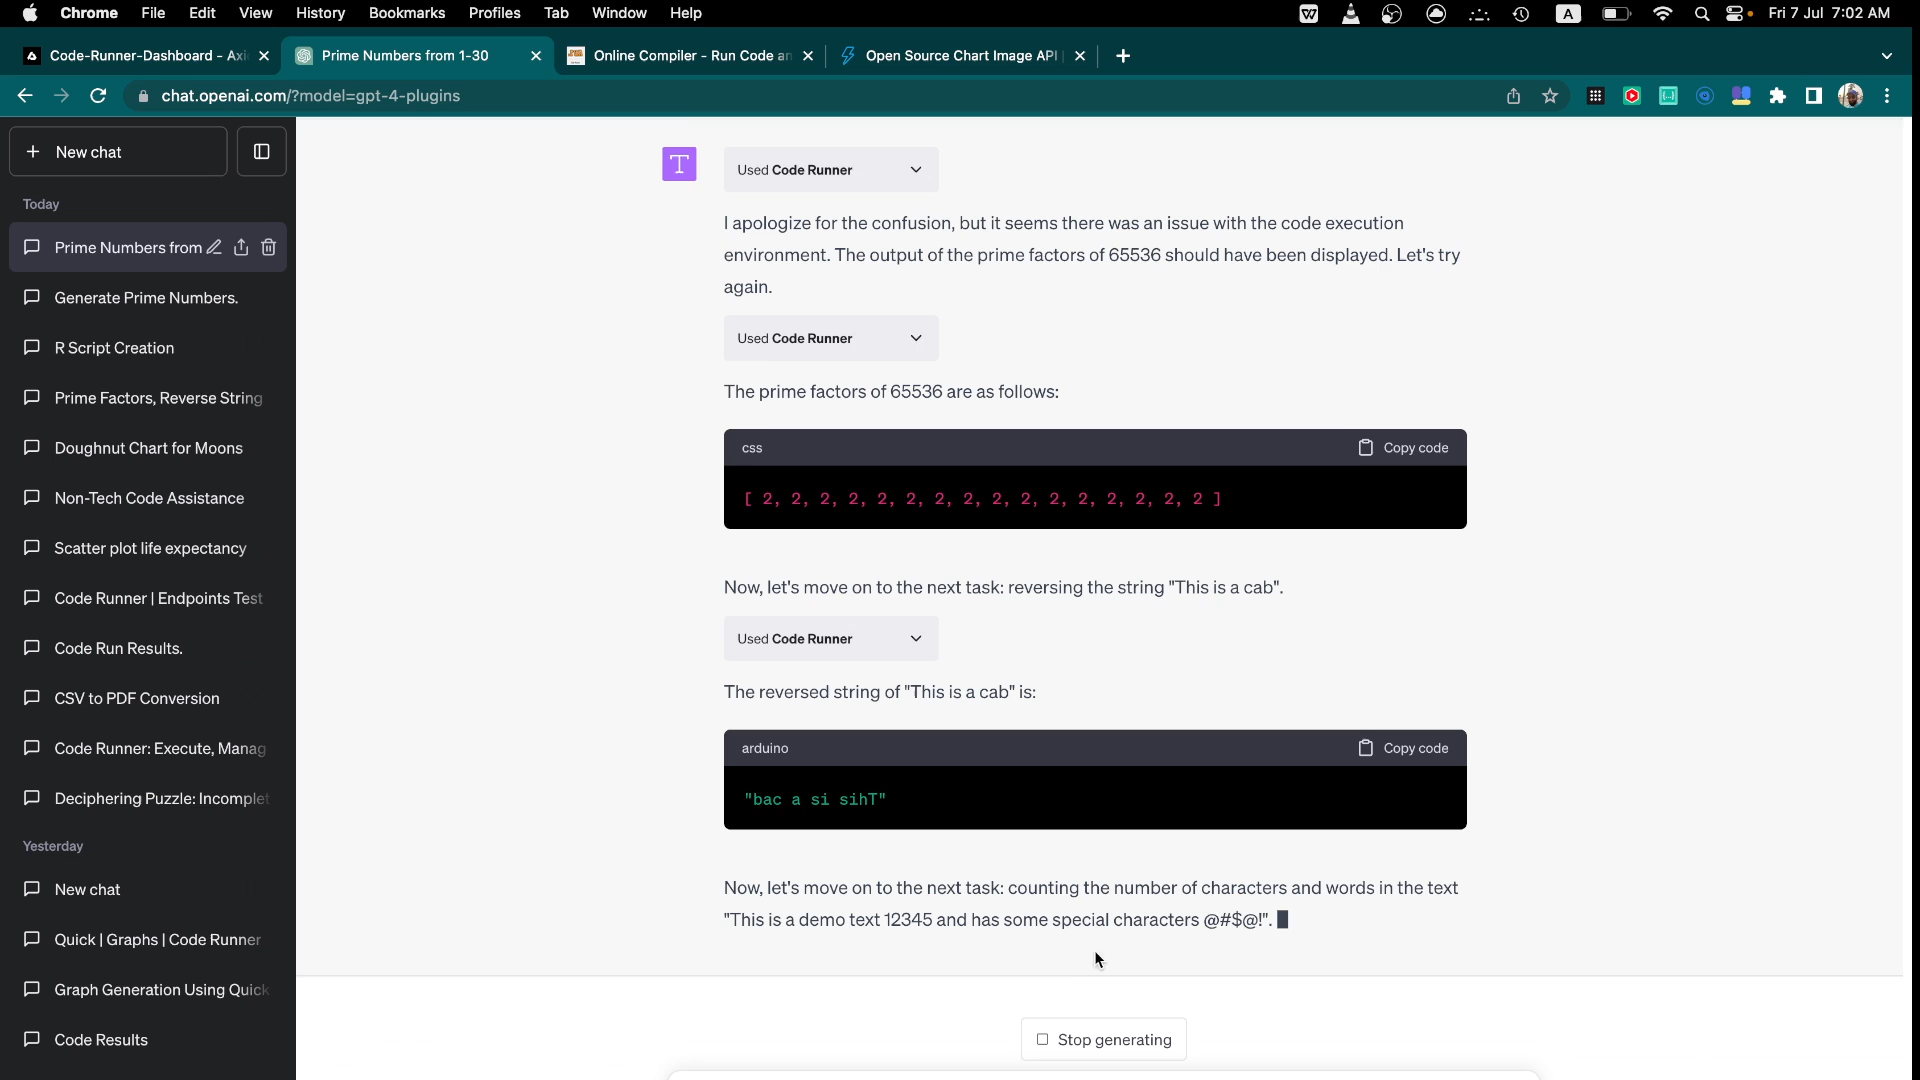 Chrome File Edit View History Bookmarks Profiles Tab Window Help A Fri 7 Jul 7:02 AM
Code-Runner-Dashboard - Axi Prime Numbers from 1-30 Online Compiler - Run Code an Open Source Chart Image API
chat.openai.com/?model=gpt-4-plugins
New chat
Today
Prime Numbers from
Generate Prime Numbers.
R Script Creation
Prime Factors, Reverse String
Doughnut Chart for Moons
Non-Tech Code Assistance
Scatter plot life expectancy
Code Runner | Endpoints Test
Code Run Results.
CSV to PDF Conversion
Code Runner: Execute, Manag
Deciphering Puzzle: Incomplet
Yesterday
New chat
Quick | Graphs | Code Runner
Graph Generation Using Quick
Code Results
T
Used Code Runner
I apologize for the confusion, but it seems there was an issue with the code execution
environment. The output of the prime factors of 65536 should have been displayed. Let's try
again.
Used Code Runner
The prime factors of 65536 are as follows:
css Copy code
[ 2, 2, 2, 2, 2, 2, 2, 2, 2, 2, 2, 2, 2, 2, 2, 2 ]
Now, let's move on to the next task: reversing the string "This is a cab".
Used Code Runner
The reversed string of "This is a cab" is:
arduino Copy code
"bac a si sihT"
Now, let's move on to the next task: counting the number of characters and words in the text
"This is a demo text 12345 and has some special characters @#$@!".
Stop generating